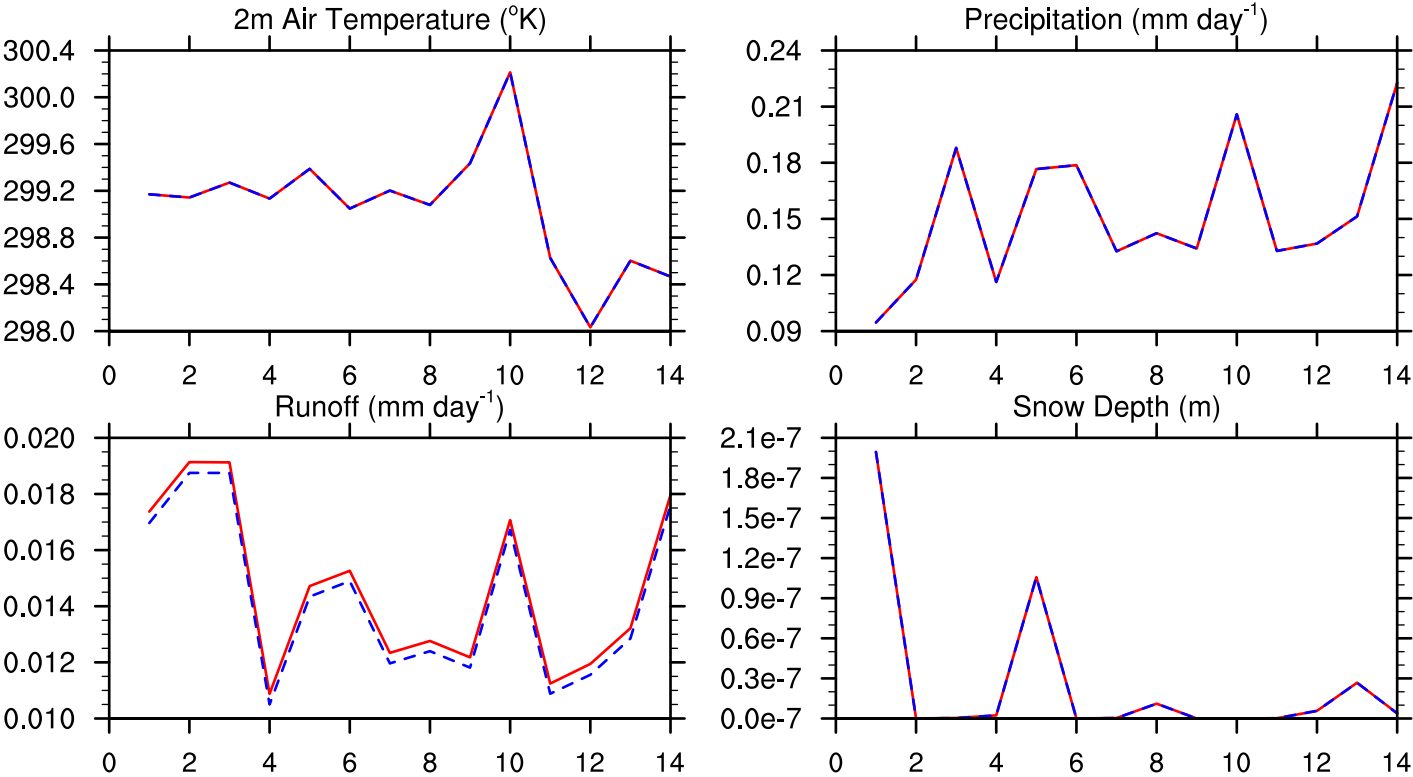 2m Air Temperature (°K)
300.4
300.0
299.6
299.2
298.8
298.4
298.0
0 2 4 6 8 10 12 14
Precipitation (mm day⁻¹)
0.24
0.21
0.18
0.15
0.12
0.09
0 2 4 6 8 10 12 14
Runoff (mm day⁻¹)
0.020
0.018
0.016
0.014
0.012
0.010
0 2 4 6 8 10 12 14
Snow Depth (m)
2.1e-7
1.8e-7
1.5e-7
1.2e-7
0.9e-7
0.6e-7
0.3e-7
0.0e-7
0 2 4 6 8 10 12 14